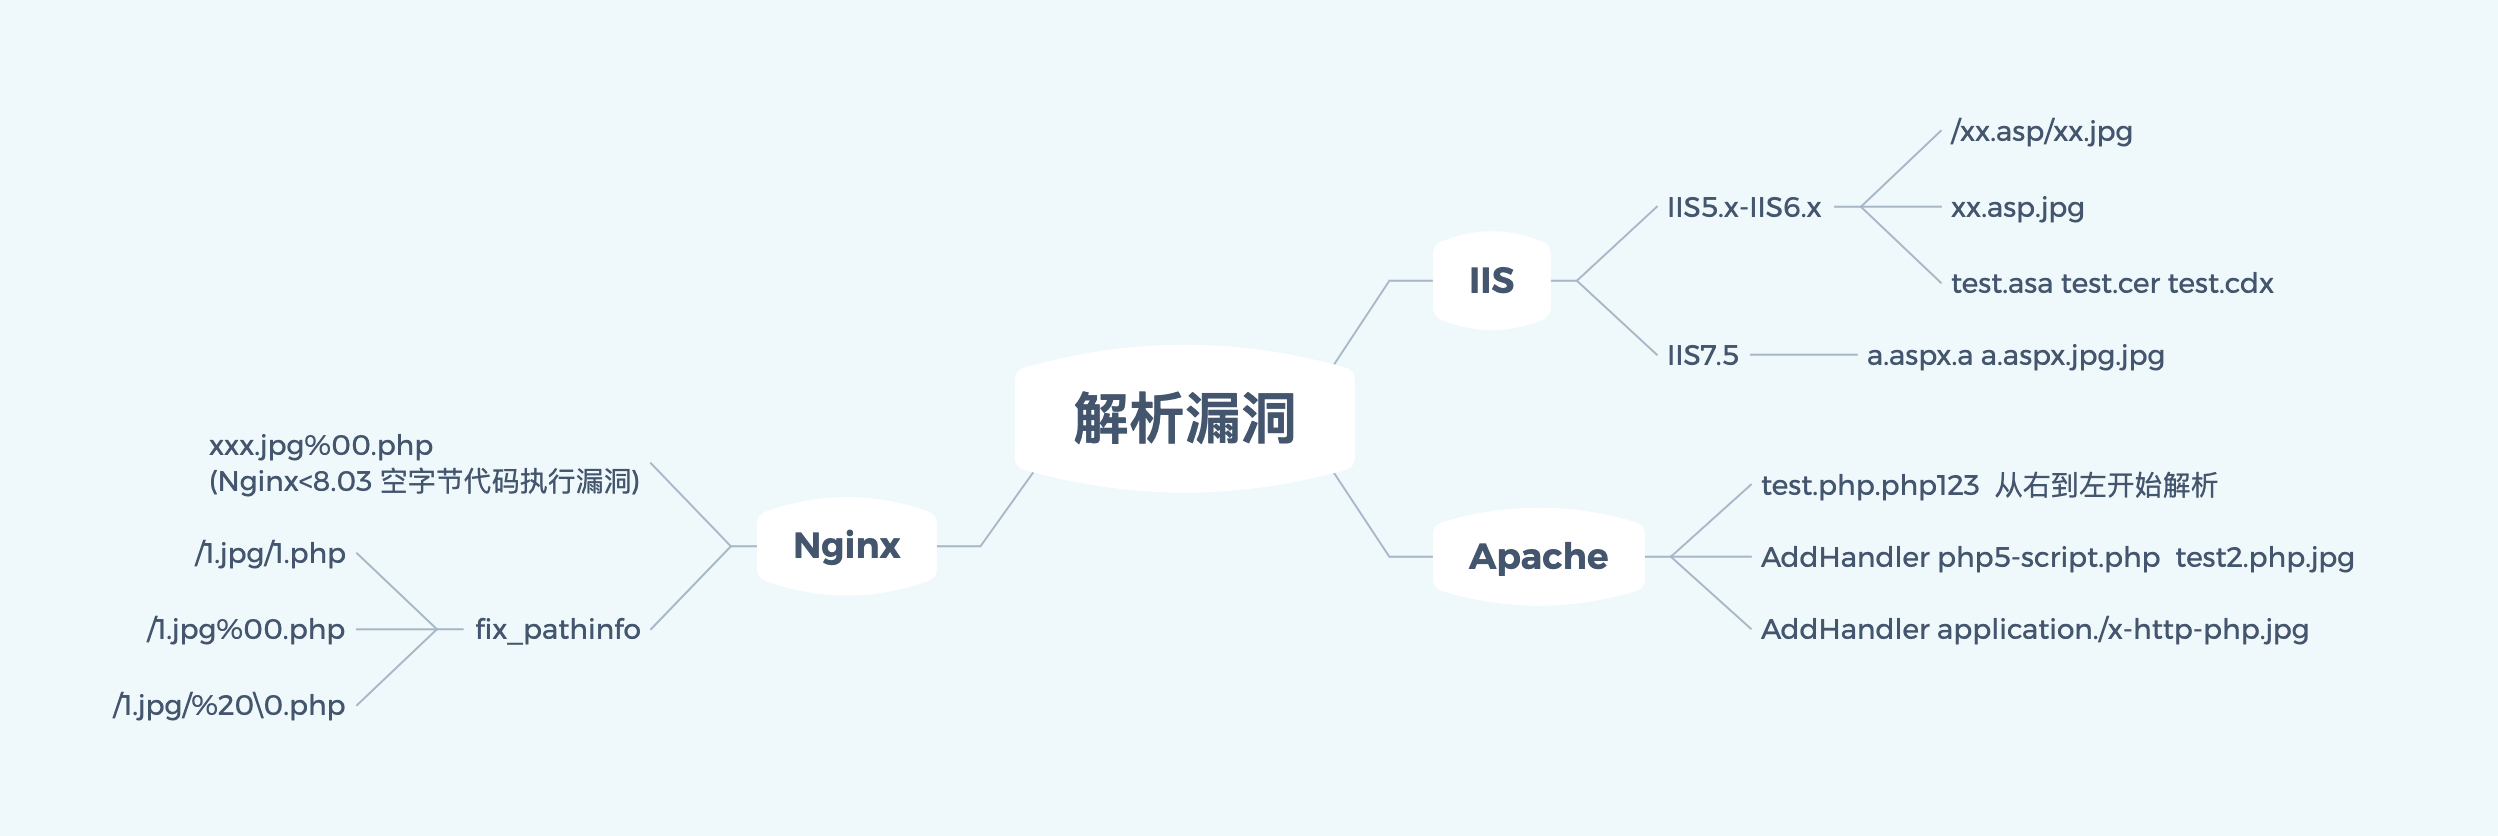 解析漏洞
IIS
IIS5.x-IIS6.x
/xx.asp/xx.jpg
xx.asp.jpg
test.asa test.cer test.cdx
IIS7.5
a.aspx.a a.aspx.jpg.jpg
Apache
test.php.php123 从右到左开始解析
AddHandler php5-script.php test2.php.jpg
AddHandler application./x-http-php.jpg
Nginx
xxx.jpg%00.php
(Nginx<8.03 空字节代码执行漏洞)
fix_pathinfo
/1.jpg/1.php
/1.jpg%00.php
/1.jpg/%20\0.php